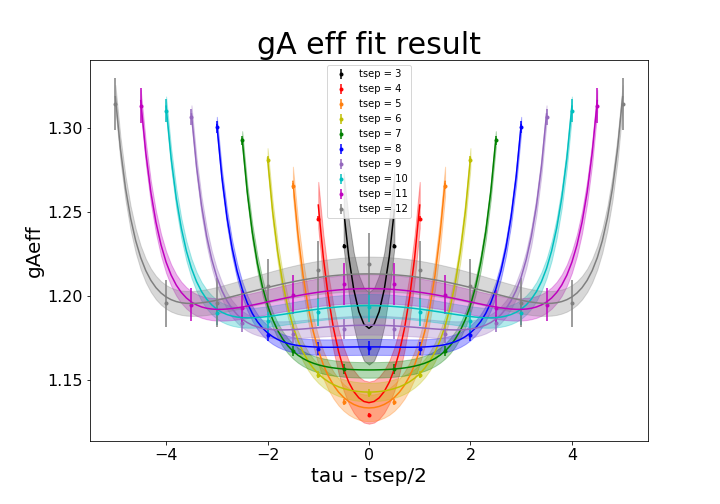 gA eff fit result
tsep = 3
tsep = 4
tsep = 5
tsep = 6
tsep = 7
tsep = 8
tsep = 9
tsep = 10
tsep = 11
tsep = 12
gAeff
1.30
1.25
1.20
1.15
−4 −2 0 2 4
tau - tsep/2